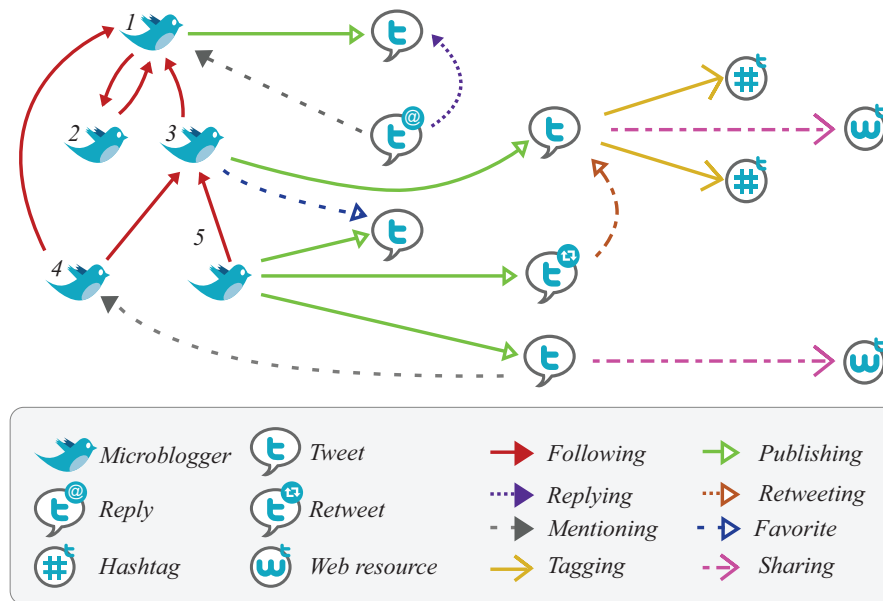 1
2
3
5
4
Microblogger
Tweet
Following
Publishing
Reply
Retweet
Replying
Retweeting
Mentioning
Favorite
Hashtag
Web resource
Tagging
Sharing